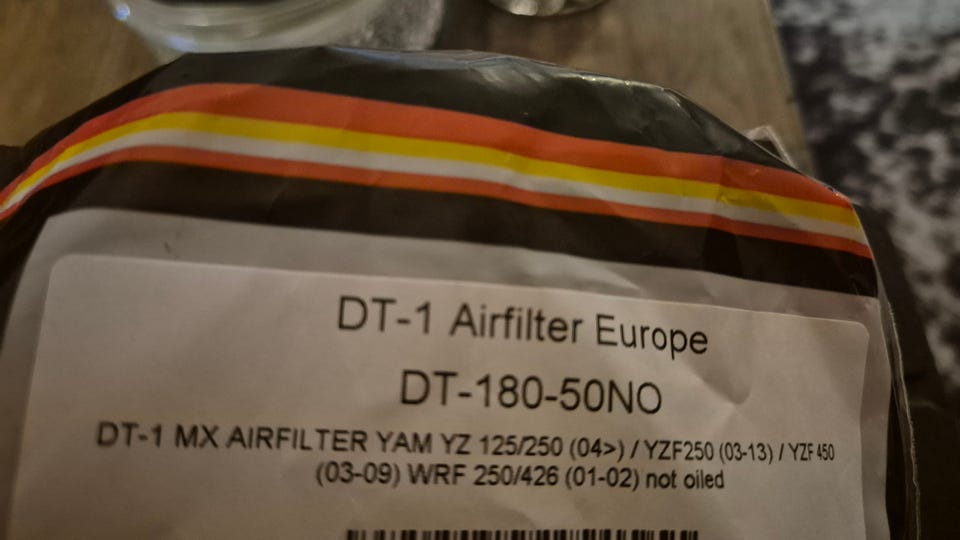 DT-1 Airfilter Europe
DT-180-50NO
DT-1 MX AIRFILTER YAM YZ 125/250 (04>) / YZF250 (03-13) / YZF 450
(03-09) WRF 250/426 (01-02) not oiled